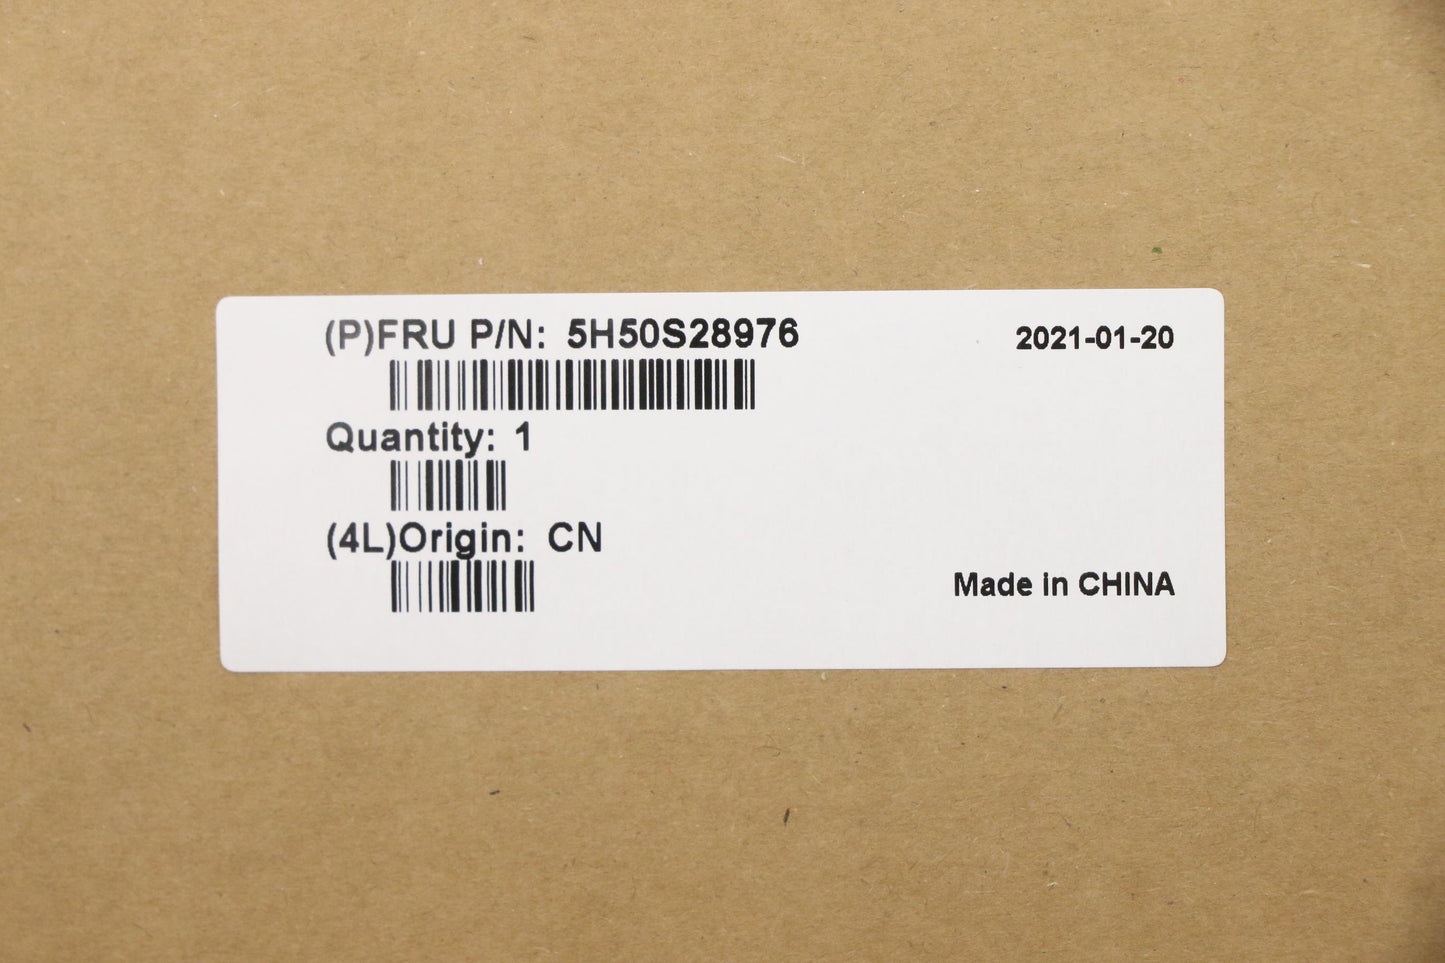 (P)FRU P/N: 5H50S28976
2021-01-20
Quantity: 1
(4L)Origin: CN
Made in CHINA